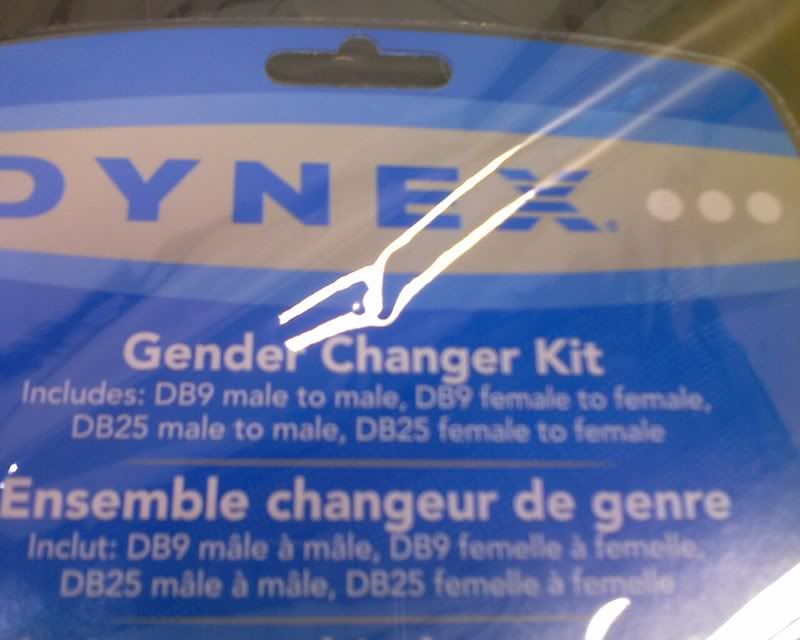 DYNEX®
Gender Changer Kit
Includes: DB9 male to male, DB9 female to female,
DB25 male to male, DB25 female to female
Ensemble changeur de genre
Inclut: DB9 mâle à mâle, DB9 femelle à femelle,
DB25 mâle à mâle, DB25 femelle à femelle